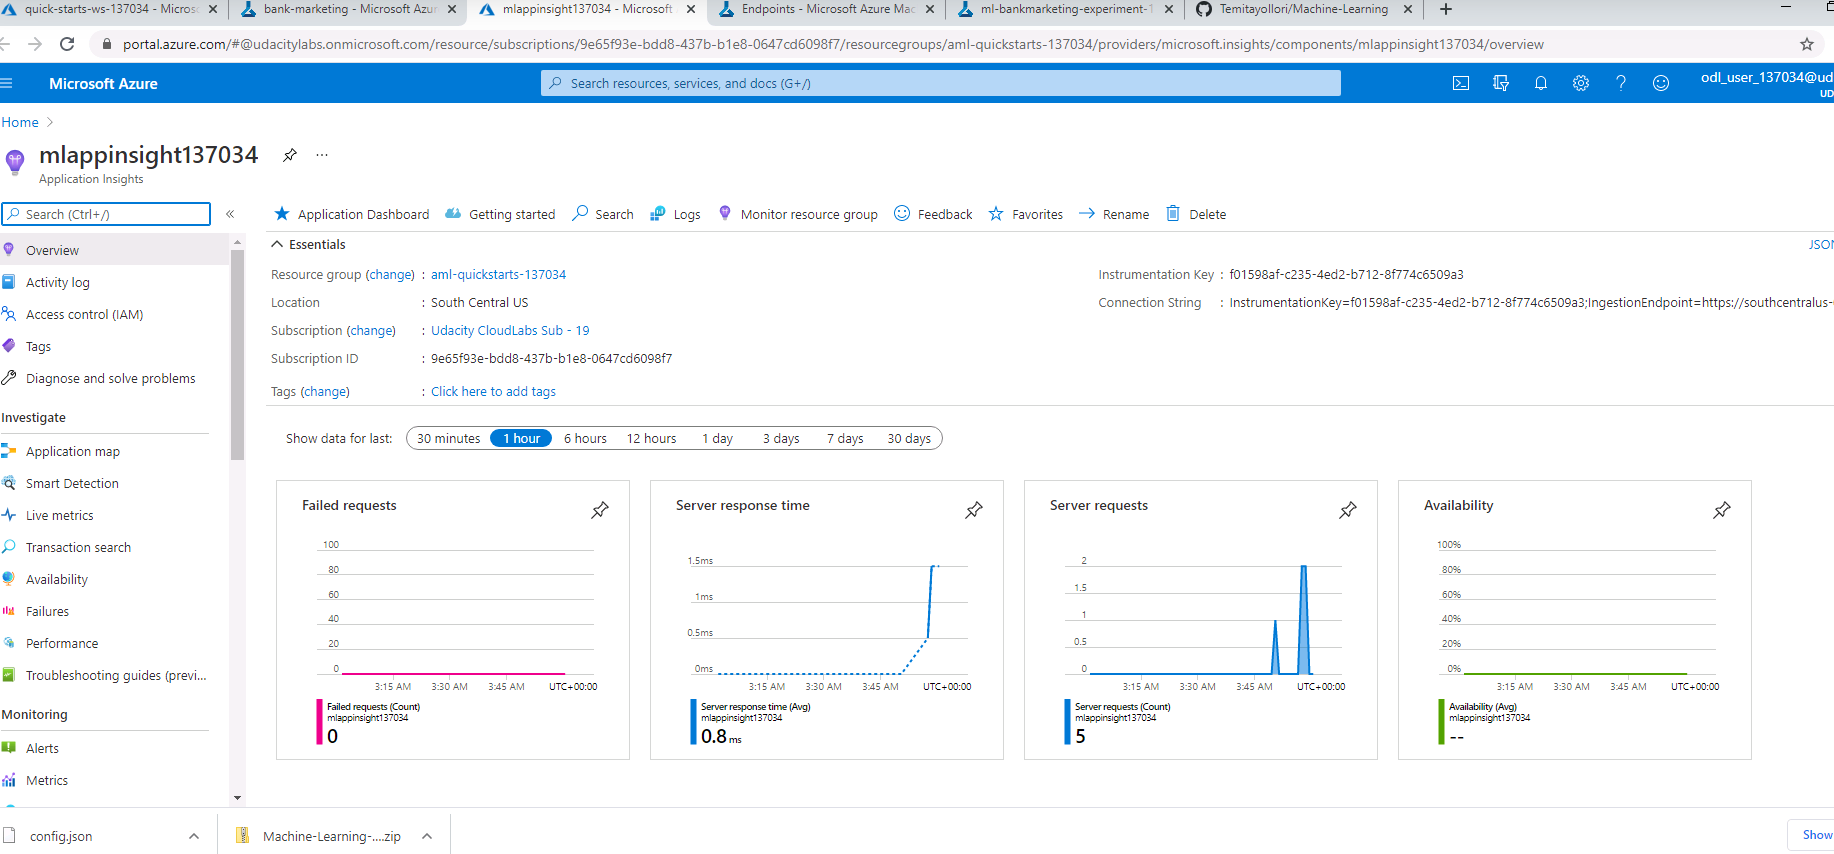 quick-starts-ws-137034 - Microsc
bank-marketing - Microsoft Azur
mlappinsight137034 - Microsoft
Endpoints - Microsoft Azure Mac
ml-bankmarketing-experiment-1
Temitayollori/Machine-Learning
portal.azure.com/#@udacitylabs.onmicrosoft.com/resource/subscriptions/9e65f93e-bdd8-437b-b1e8-0647cd6098f7/resourcegroups/aml-quickstarts-137034/providers/microsoft.insights/components/mlappinsight137034/overview
Microsoft Azure
Search resources, services, and docs (G+/)
odl_user_137034@ud
UD
Home
mlappinsight137034
Application Insights
Search (Ctrl+/)
Application Dashboard
Getting started
Search
Logs
Monitor resource group
Feedback
Favorites
Rename
Delete
Overview
Activity log
Access control (IAM)
Tags
Diagnose and solve problems
Investigate
Application map
Smart Detection
Live metrics
Transaction search
Availability
Failures
Performance
Troubleshooting guides (previ...
Monitoring
Alerts
Metrics
Essentials
JSON
Resource group (change) : aml-quickstarts-137034
Location : South Central US
Subscription (change) : Udacity CloudLabs Sub - 19
Subscription ID : 9e65f93e-bdd8-437b-b1e8-0647cd6098f7
Tags (change) : Click here to add tags
Instrumentation Key : f01598af-c235-4ed2-b712-8f774c6509a3
Connection String : InstrumentationKey=f01598af-c235-4ed2-b712-8f774c6509a3;IngestionEndpoint=https://southcentralus-
Show data for last: 30 minutes 1 hour 6 hours 12 hours 1 day 3 days 7 days 30 days
Failed requests
100
80
60
40
20
0
3:15 AM 3:30 AM 3:45 AM UTC+00:00
Failed requests (Count)
mlappinsight137034
0
Server response time
1.5ms
1ms
0.5ms
0ms
3:15 AM 3:30 AM 3:45 AM UTC+00:00
Server response time (Avg)
mlappinsight137034
0.8 ms
Server requests
2
1.5
1
0.5
0
3:15 AM 3:30 AM 3:45 AM UTC+00:00
Server requests (Count)
mlappinsight137034
5
Availability
100%
80%
60%
40%
20%
0%
3:15 AM 3:30 AM 3:45 AM UTC+00:00
Availability (Avg)
mlappinsight137034
--
config.json
Machine-Learning-....zip
Show